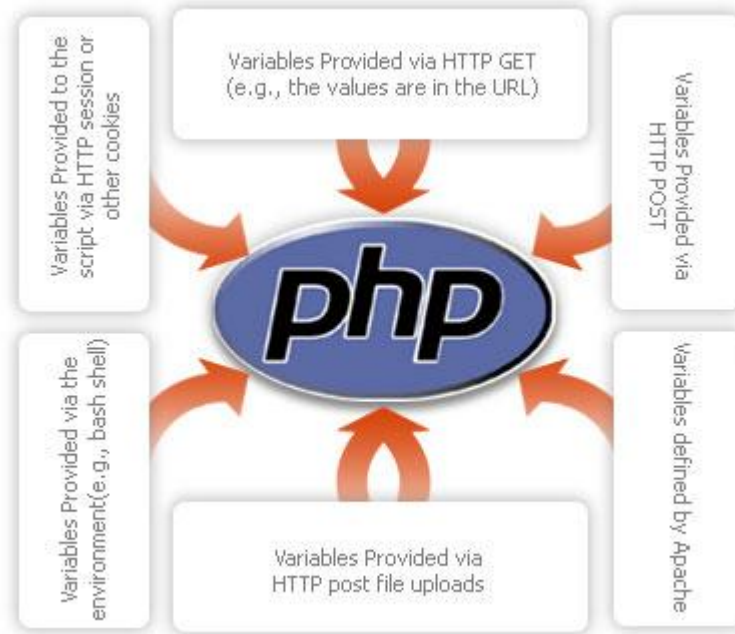 Variables Provided to the
script via HTTP session or
other cookies
Variables Provided via HTTP GET
(e.g., the values are in the URL)
Variables Provided via
HTTP POST
php
Variables Provided via the
environment(e.g., bash shell)
Variables Provided via
HTTP post file uploads
Variables defined by Apache